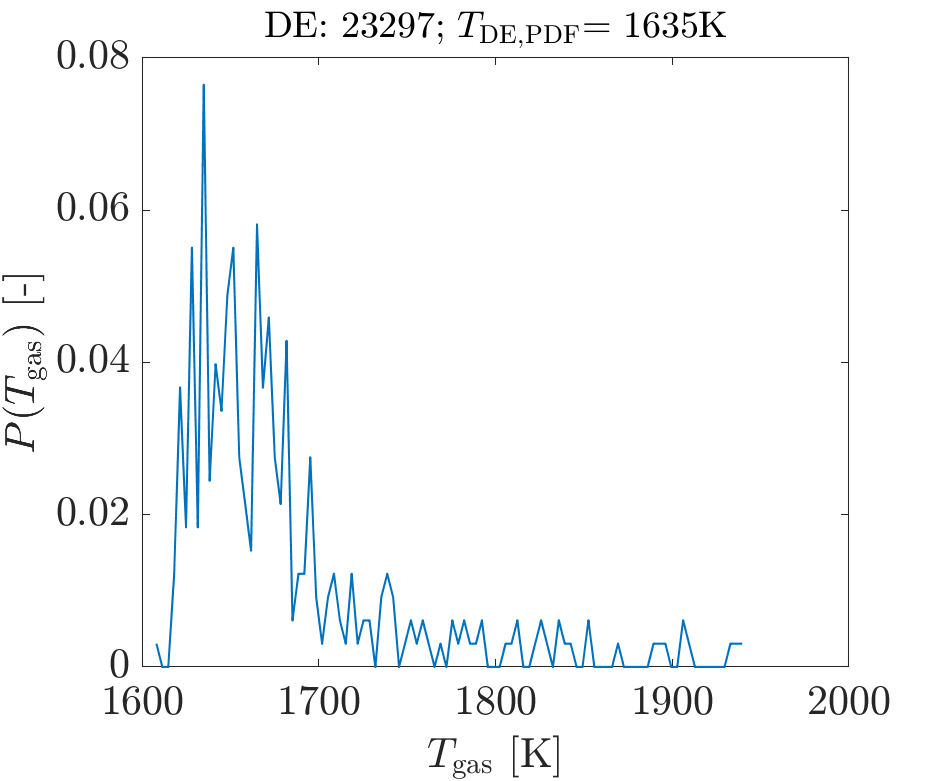 DE: 23297; T_DE,PDF= 1635K
0.08
0.06
0.04
0.02
0
P(T_gas) [-]
1600 1700 1800 1900 2000
T_gas [K]